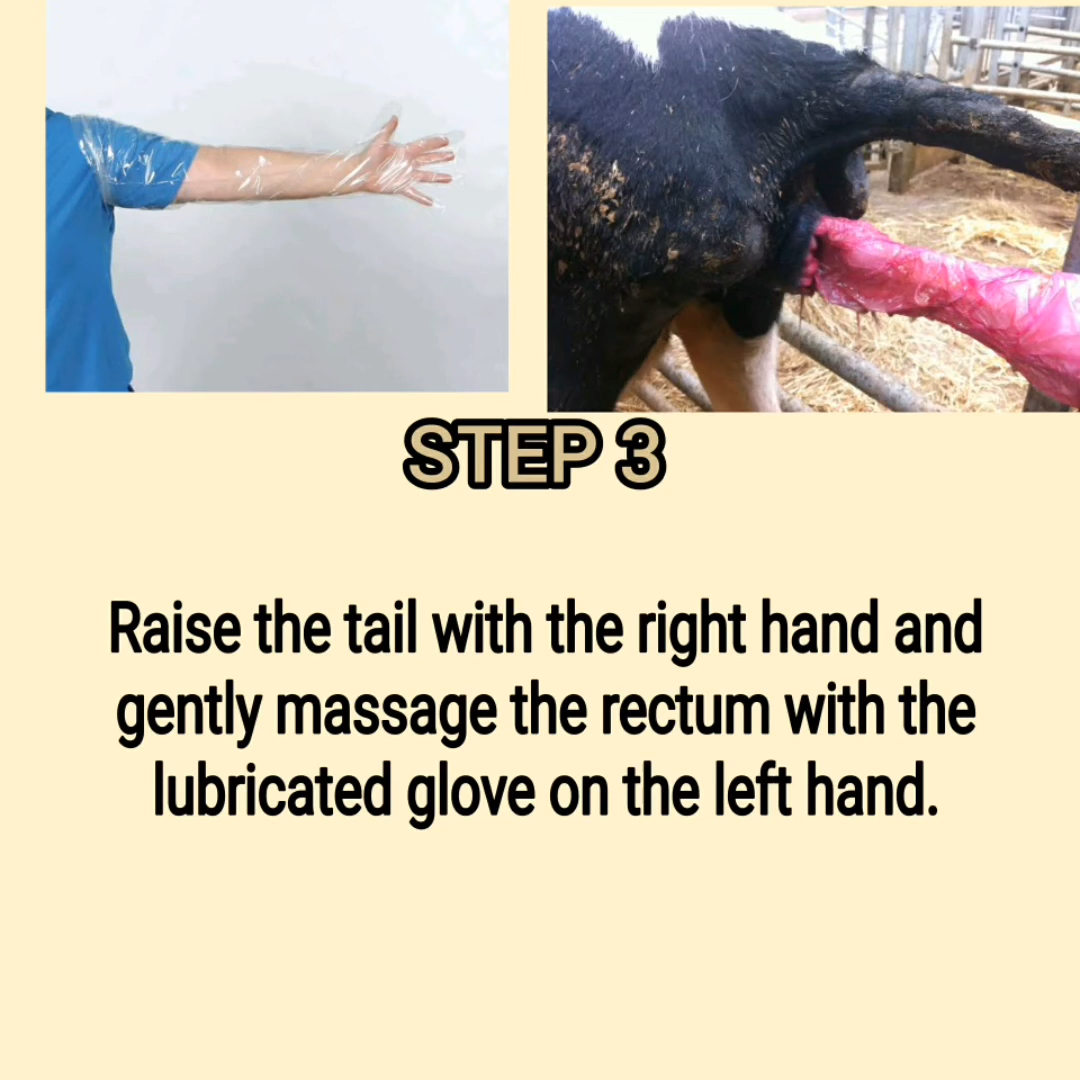 STEP 3
Raise the tail with the right hand and
gently massage the rectum with the
lubricated glove on the left hand.